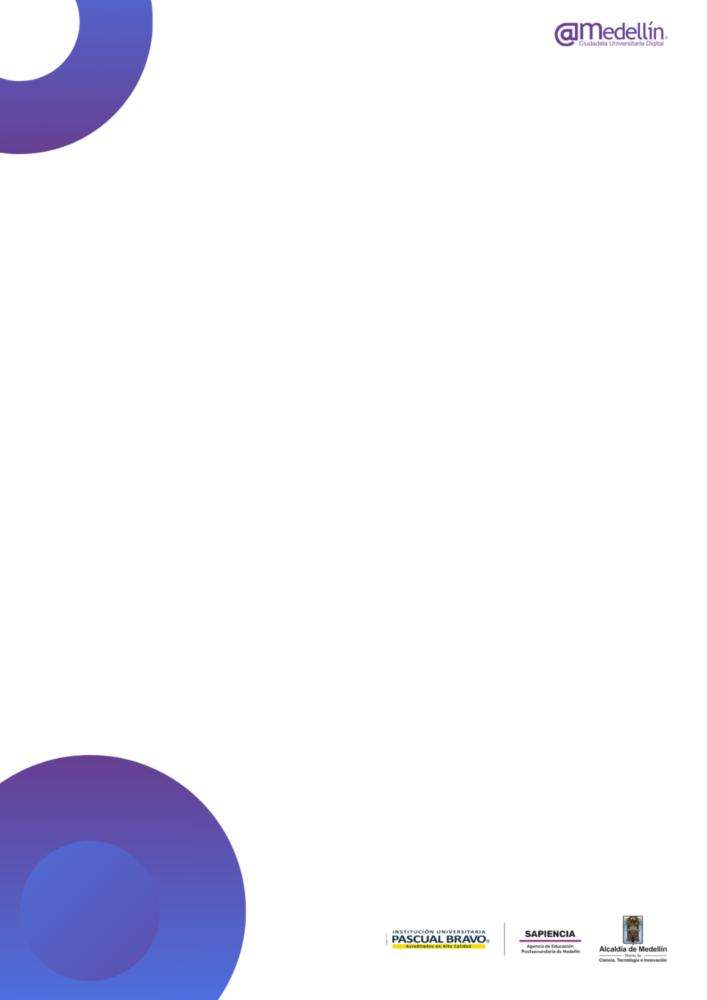 @Medellín®
Ciudadela Universitaria Digital
INSTITUCIÓN UNIVERSITARIA
PASCUAL BRAVO®
Acreditados en Alta Calidad
SAPIENCIA
Agencia de Educación
Postsecundaria de Medellín
Alcaldía de Medellín
Distrito de
Ciencia, Tecnología e Innovación